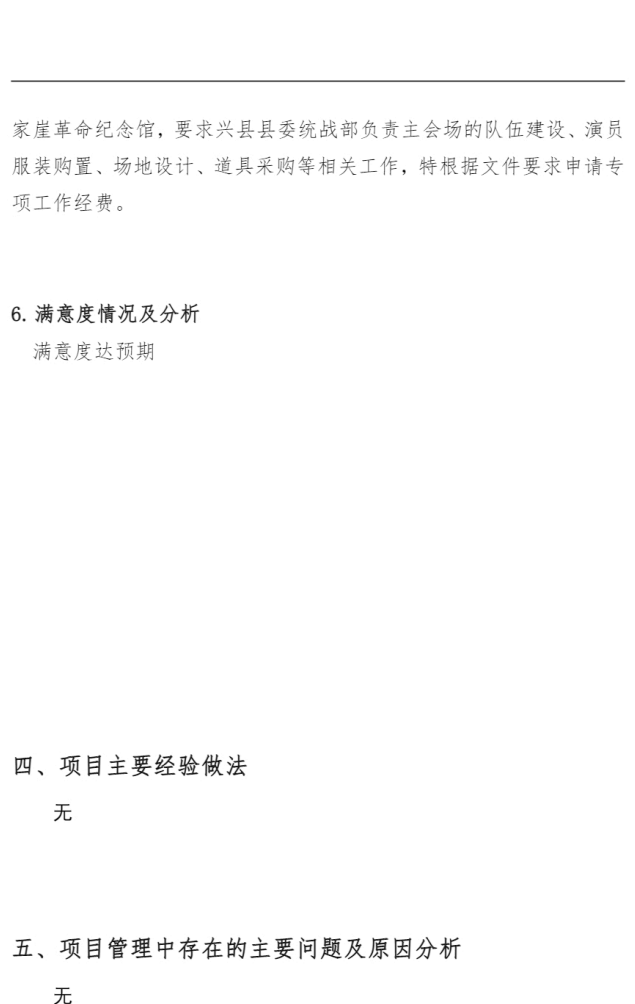 家崖革命纪念馆，要求兴县县委统战部负责主会场的队伍建设、演员
服装购置、场地设计、道具采购等相关工作，特根据文件要求申请专
项工作经费。
6. 满意度情况及分析
满意度达预期
四、项目主要经验做法
无
五、项目管理中存在的主要问题及原因分析
无